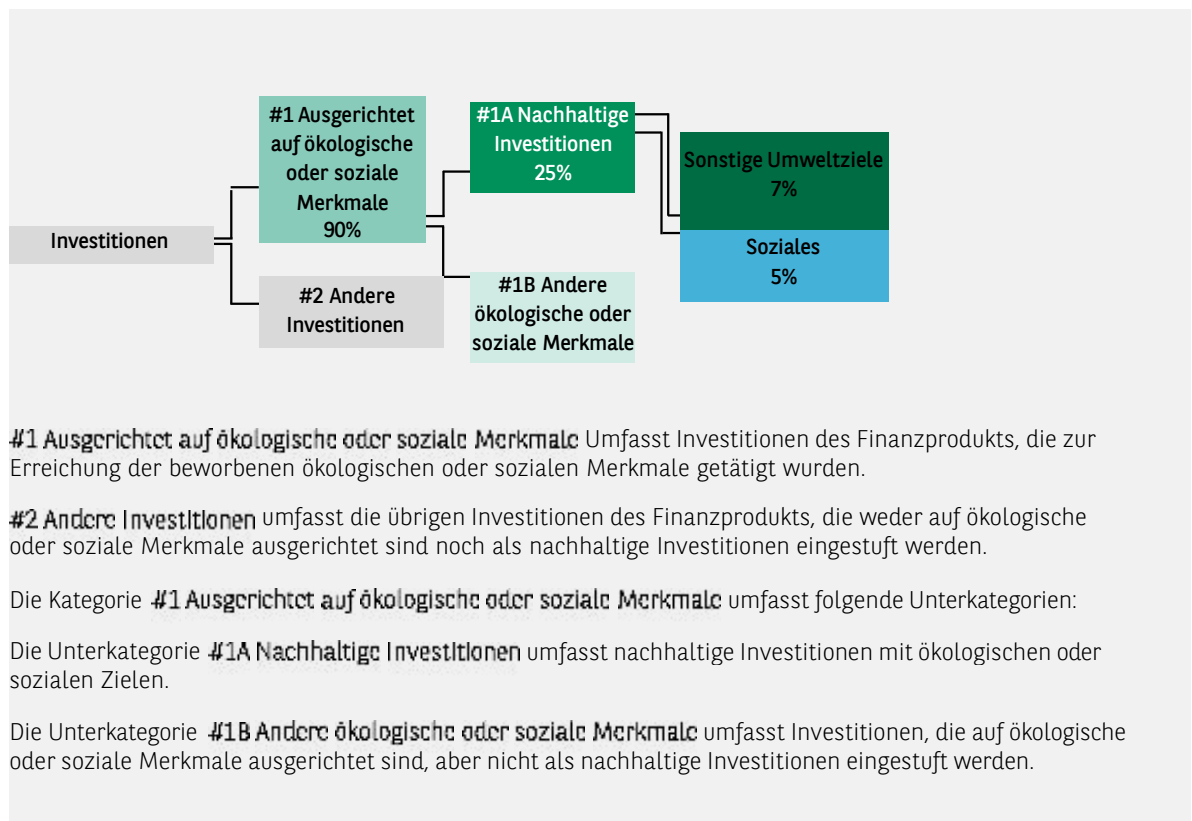 #1 Ausgerichtet
auf ökologische
oder soziale
Merkmale
90%
#1A Nachhaltige
Investitionen
25%
Sonstige Umweltziele
7%
Investitionen
Soziales
5%
#2 Andere
Investitionen
#1B Andere
ökologische oder
soziale Merkmale
#1 Ausgerichtet auf ökologische oder soziale Merkmale Umfasst Investitionen des Finanzprodukts, die zur
Erreichung der beworbenen ökologischen oder sozialen Merkmale getätigt wurden.
#2 Andere Investitionen umfasst die übrigen Investitionen des Finanzprodukts, die weder auf ökologische
oder soziale Merkmale ausgerichtet sind noch als nachhaltige Investitionen eingestuft werden.
Die Kategorie #1 Ausgerichtet auf ökologische oder soziale Merkmale umfasst folgende Unterkategorien:
Die Unterkategorie #1A Nachhaltige Investitionen umfasst nachhaltige Investitionen mit ökologischen oder
sozialen Zielen.
Die Unterkategorie #1B Andere ökologische oder soziale Merkmale umfasst Investitionen, die auf ökologische
oder soziale Merkmale ausgerichtet sind, aber nicht als nachhaltige Investitionen eingestuft werden.